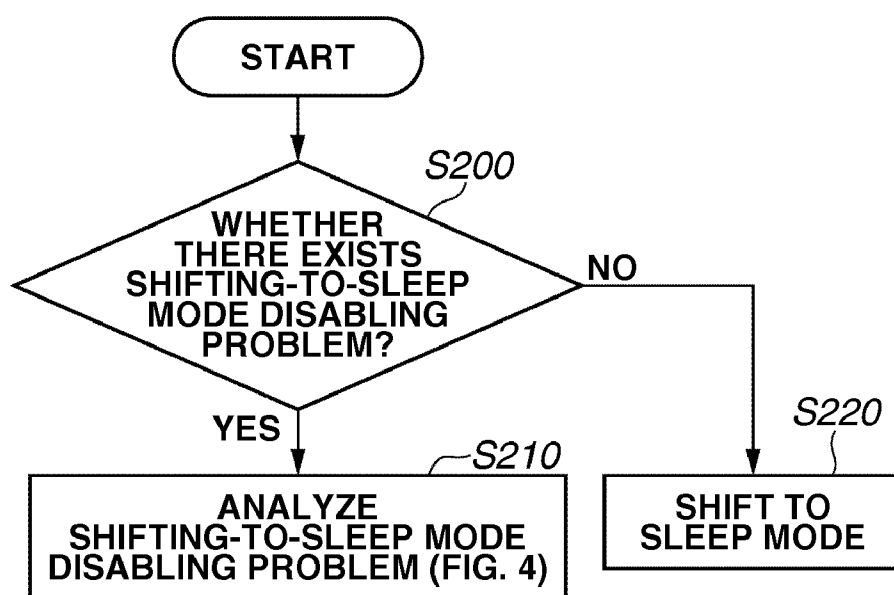 START
S200
WHETHER
THERE EXISTS
SHIFTING-TO-SLEEP
MODE DISABLING
PROBLEM?
NO
YES
S210
ANALYZE
SHIFTING-TO-SLEEP MODE
DISABLING PROBLEM (FIG. 4)
S220
SHIFT TO
SLEEP MODE